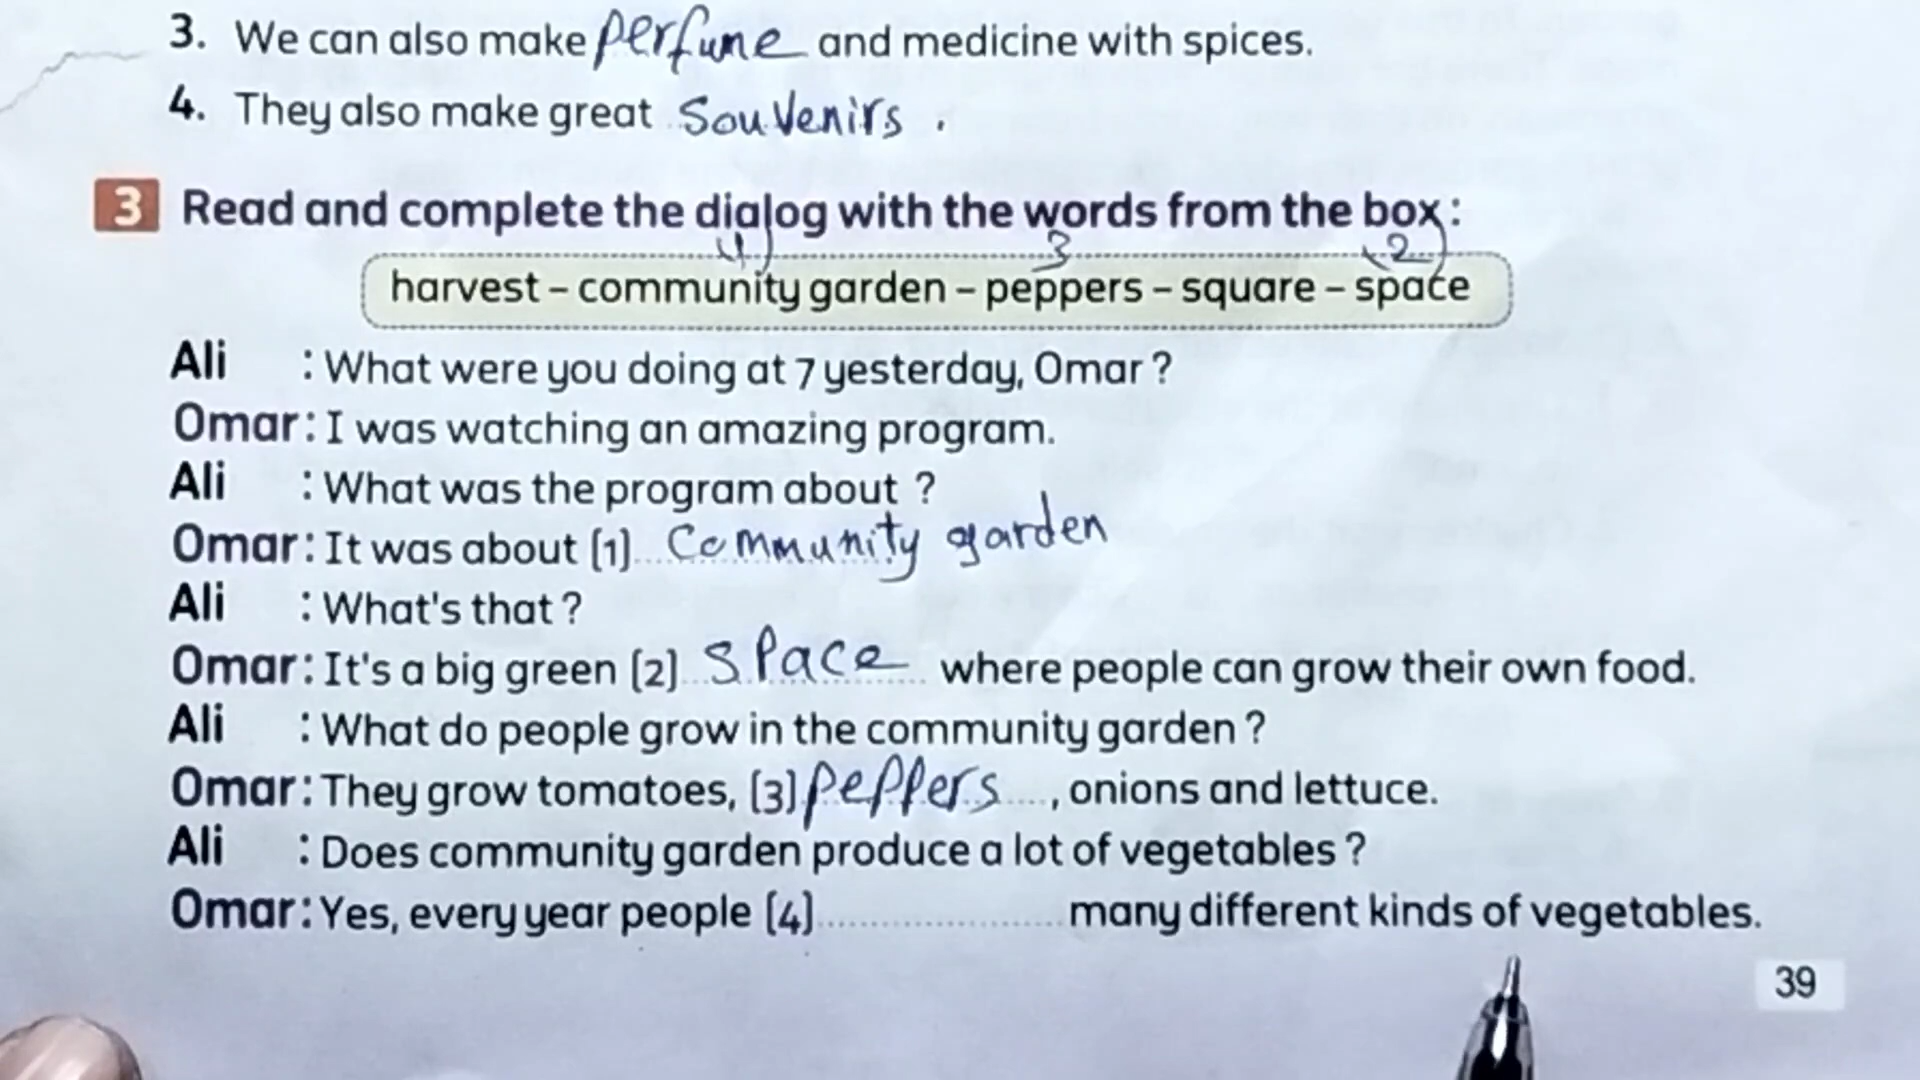 3. We can also make perfume and medicine with spices.
4. They also make great souvenirs.
3 Read and complete the dialog with the words from the box:
(1) 3 (2)
harvest – community garden – peppers – square – space
Ali : What were you doing at 7 yesterday, Omar?
Omar: I was watching an amazing program.
Ali : What was the program about ?
Omar: It was about (1) Community garden
Ali : What's that?
Omar: It's a big green (2) space where people can grow their own food.
Ali : What do people grow in the community garden?
Omar: They grow tomatoes, (3) peppers, onions and lettuce.
Ali : Does community garden produce a lot of vegetables?
Omar: Yes, every year people (4) .................... many different kinds of vegetables.
39